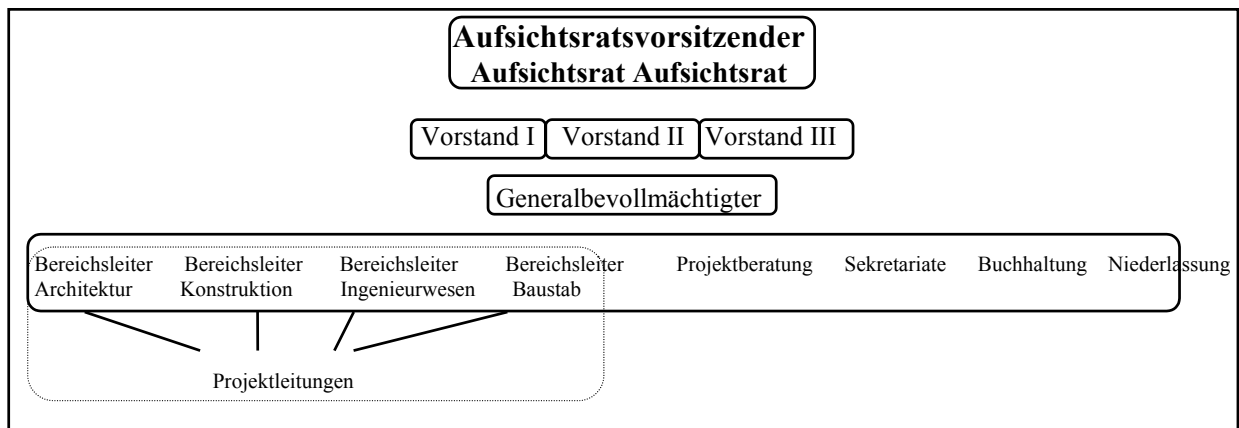 Aufsichtsratsvorsitzender
Aufsichtsrat Aufsichtsrat
Vorstand I Vorstand II Vorstand III
Generalbevollmächtigter
Bereichsleiter Bereichsleiter Bereichsleiter Bereichsleiter Projektberatung Sekretariate Buchhaltung Niederlassung
Architektur Konstruktion Ingenieurwesen Baustab
Projektleitungen